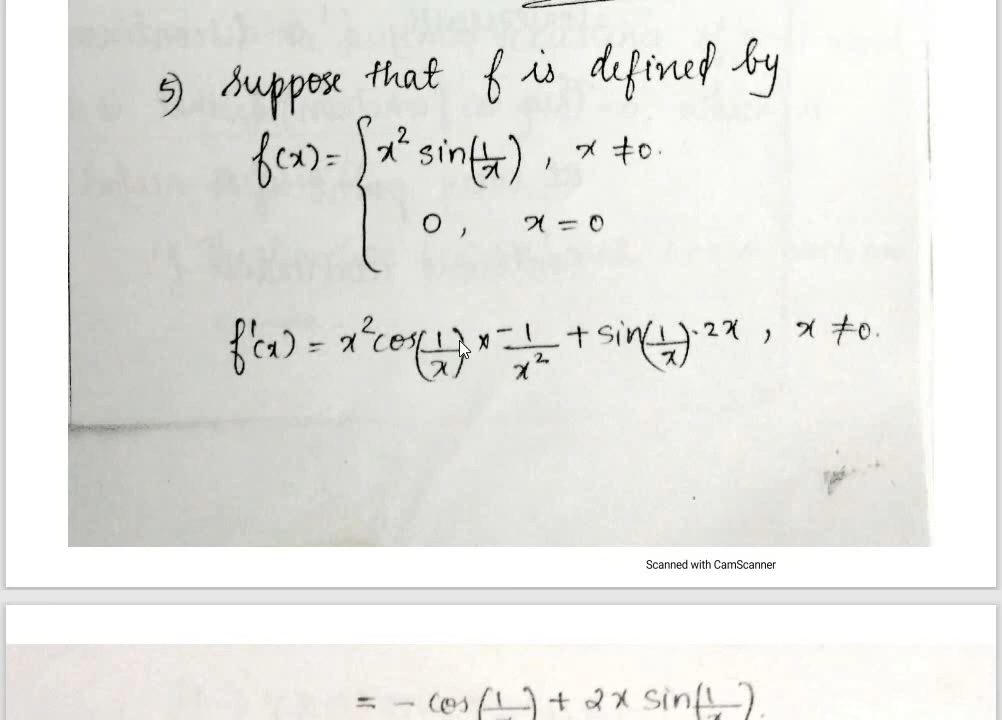 5) suppose that f is defined by
f(x) = { x² sin(1/x), x ≠ 0.
0, x = 0
f'(x) = x² cos(1/x) x -1/x² + sin(1/x)·2x, x ≠ 0.
Scanned with CamScanner
= - cos(1/x) + 2x sin(1/x).